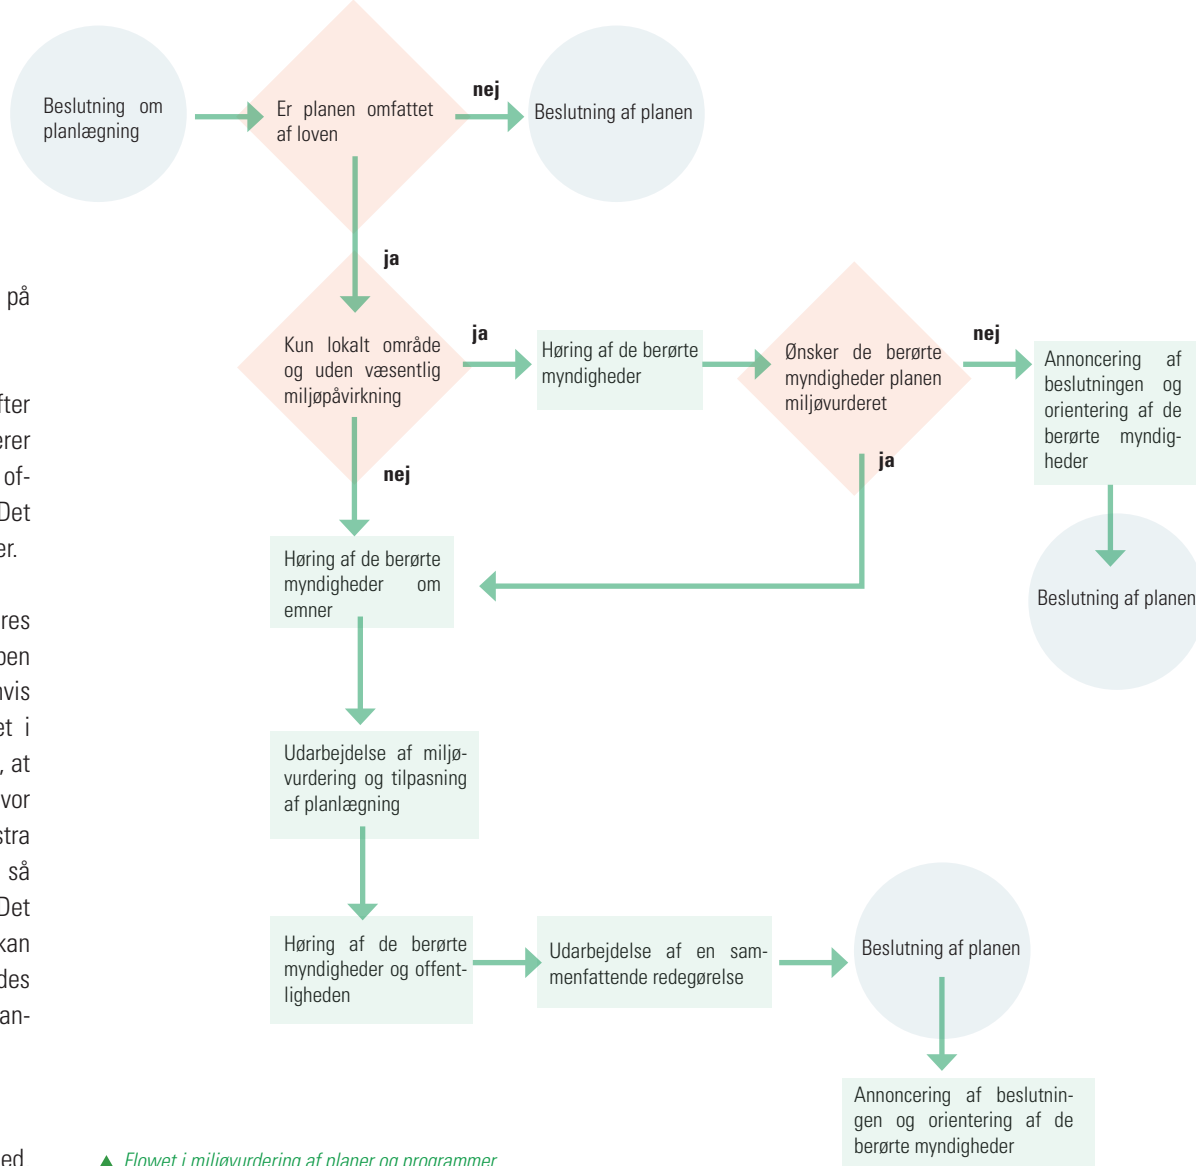 Beslutning om
planlægning
Er planen omfattet
af loven
nej
Beslutning af planen
ja
Kun lokalt område
og uden væsentlig
miljøpåvirkning
ja
Høring af de berørte
myndigheder
Ønsker de berørte
myndigheder planen
miljøvurderet
nej
Annoncering af
beslutningen og
orientering af de
berørte myndig-
heder
ja
nej
Beslutning af planen
Høring af de berørte
myndigheder om
emner
Udarbejdelse af miljø-
vurdering og tilpasning
af planlægning
Høring af de berørte
myndigheder og offent-
ligheden
Udarbejdelse af en sam-
menfattende redegørelse
Beslutning af planen
Annoncering af beslutnin-
gen og orientering af de
berørte myndigheder
på
fter
erer
of-
Det
er.
res
pen
hvis
et i
, at
vor
stra
så
Det
kan
des
an-
ed
▲ Flowet i miljøvurdering af planer og programmer